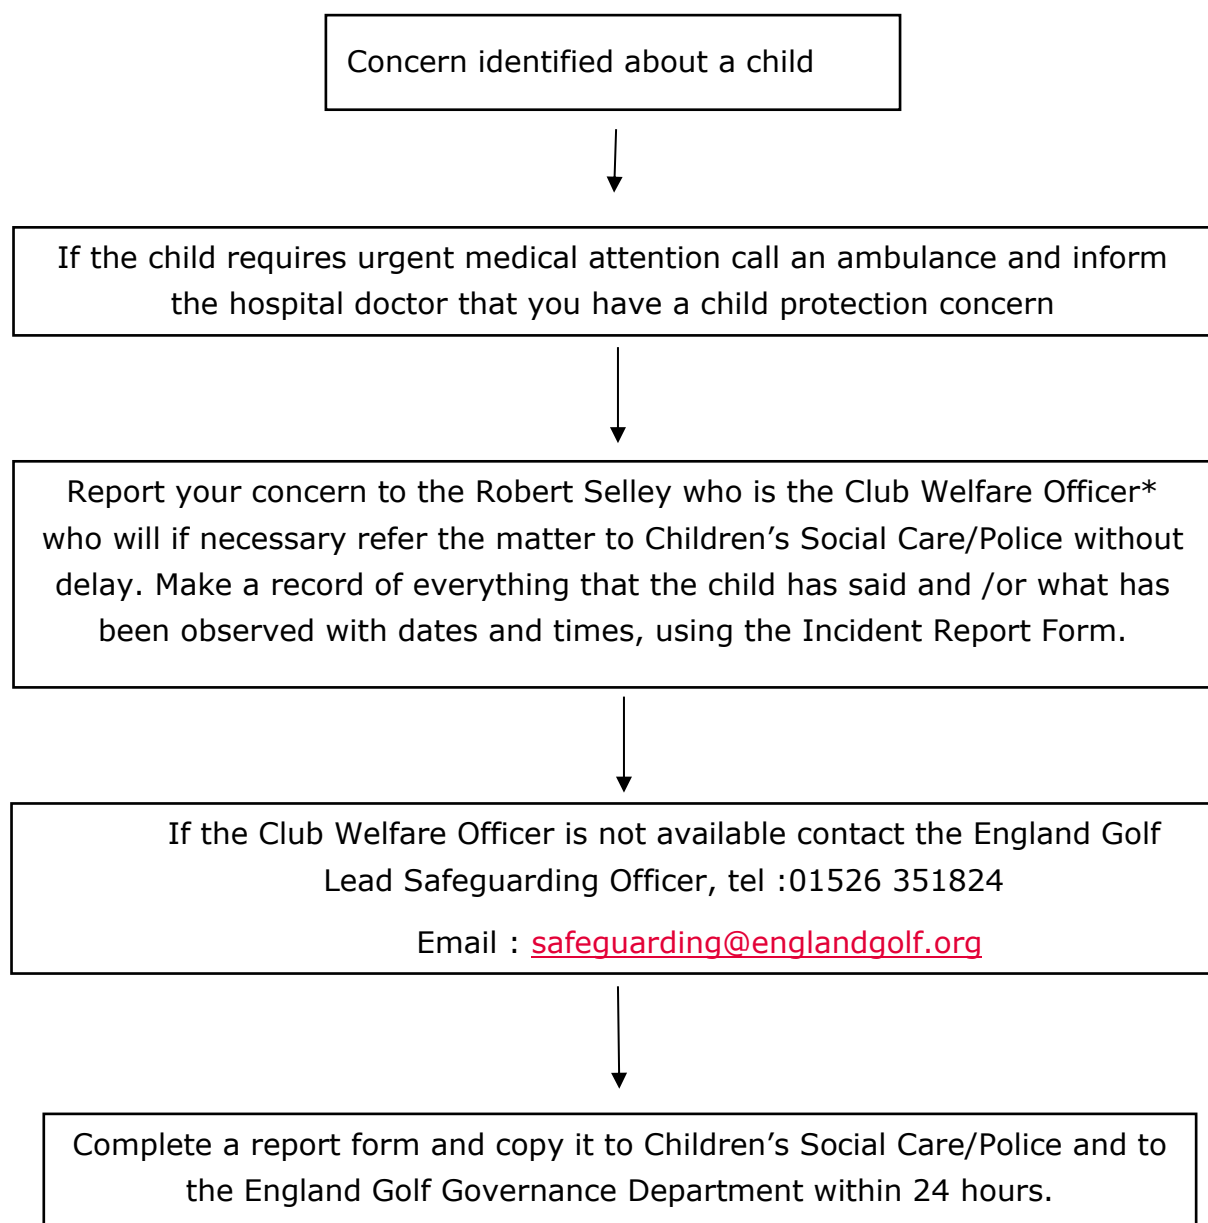 Concern identified about a child
If the child requires urgent medical attention call an ambulance and inform
the hospital doctor that you have a child protection concern
Report your concern to the Robert Selley who is the Club Welfare Officer*
who will if necessary refer the matter to Children’s Social Care/Police without
delay. Make a record of everything that the child has said and /or what has
been observed with dates and times, using the Incident Report Form.
If the Club Welfare Officer is not available contact the England Golf
Lead Safeguarding Officer, tel :01526 351824
Email : safeguarding@englandgolf.org
Complete a report form and copy it to Children’s Social Care/Police and to
the England Golf Governance Department within 24 hours.